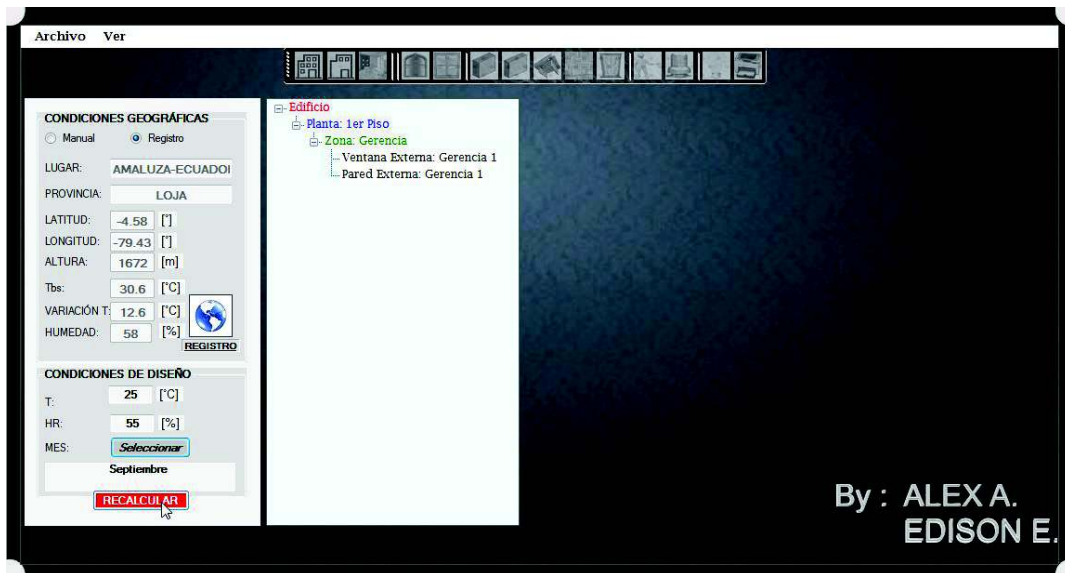 Archivo Ver
CONDICIONES GEOGRÁFICAS
Manual Registro
LUGAR: AMALUZA-ECUADOI
PROVINCIA: LOJA
LATITUD: -4.58 [°]
LONGITUD: -79.43 [°]
ALTURA: 1672 [m]
Tbs: 30.6 [°C]
VARIACIÓN T: 12.6 [°C]
HUMEDAD: 58 [%]
REGISTRO
CONDICIONES DE DISEÑO
T: 25 [°C]
HR: 55 [%]
MES: Seleccionar
Septiembre
RECALCULAR
Edificio
Planta: 1er Piso
Zona: Gerencia
Ventana Externa: Gerencia 1
Pared Externa: Gerencia 1
By : ALEX A.
EDISON E.